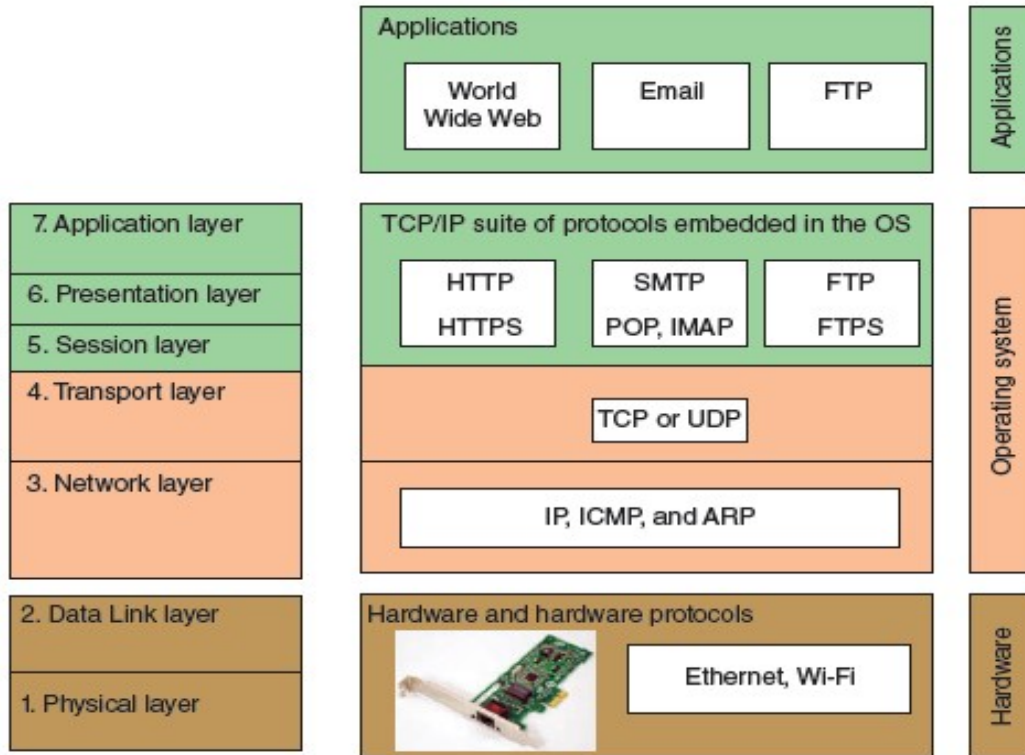 Applications
World
Wide Web
Email
FTP
Applications
7. Application layer
6. Presentation layer
5. Session layer
4. Transport layer
3. Network layer
2. Data Link layer
1. Physical layer
TCP/IP suite of protocols embedded in the OS
HTTP
HTTPS
SMTP
POP, IMAP
FTP
FTPS
TCP or UDP
IP, ICMP, and ARP
Operating system
Hardware and hardware protocols
Ethernet, Wi-Fi
Hardware